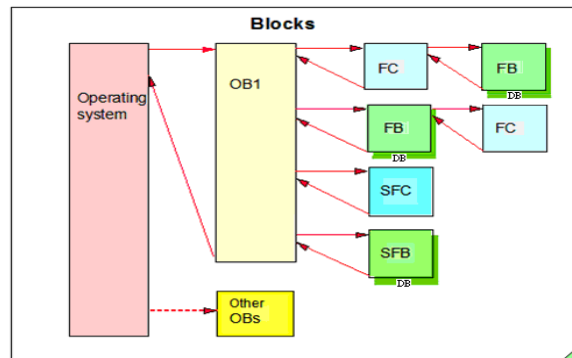 Blocks
Operating
system
OB1
FC
FB
DB
FB
DB
FC
SFC
SFB
DB
Other
OBs